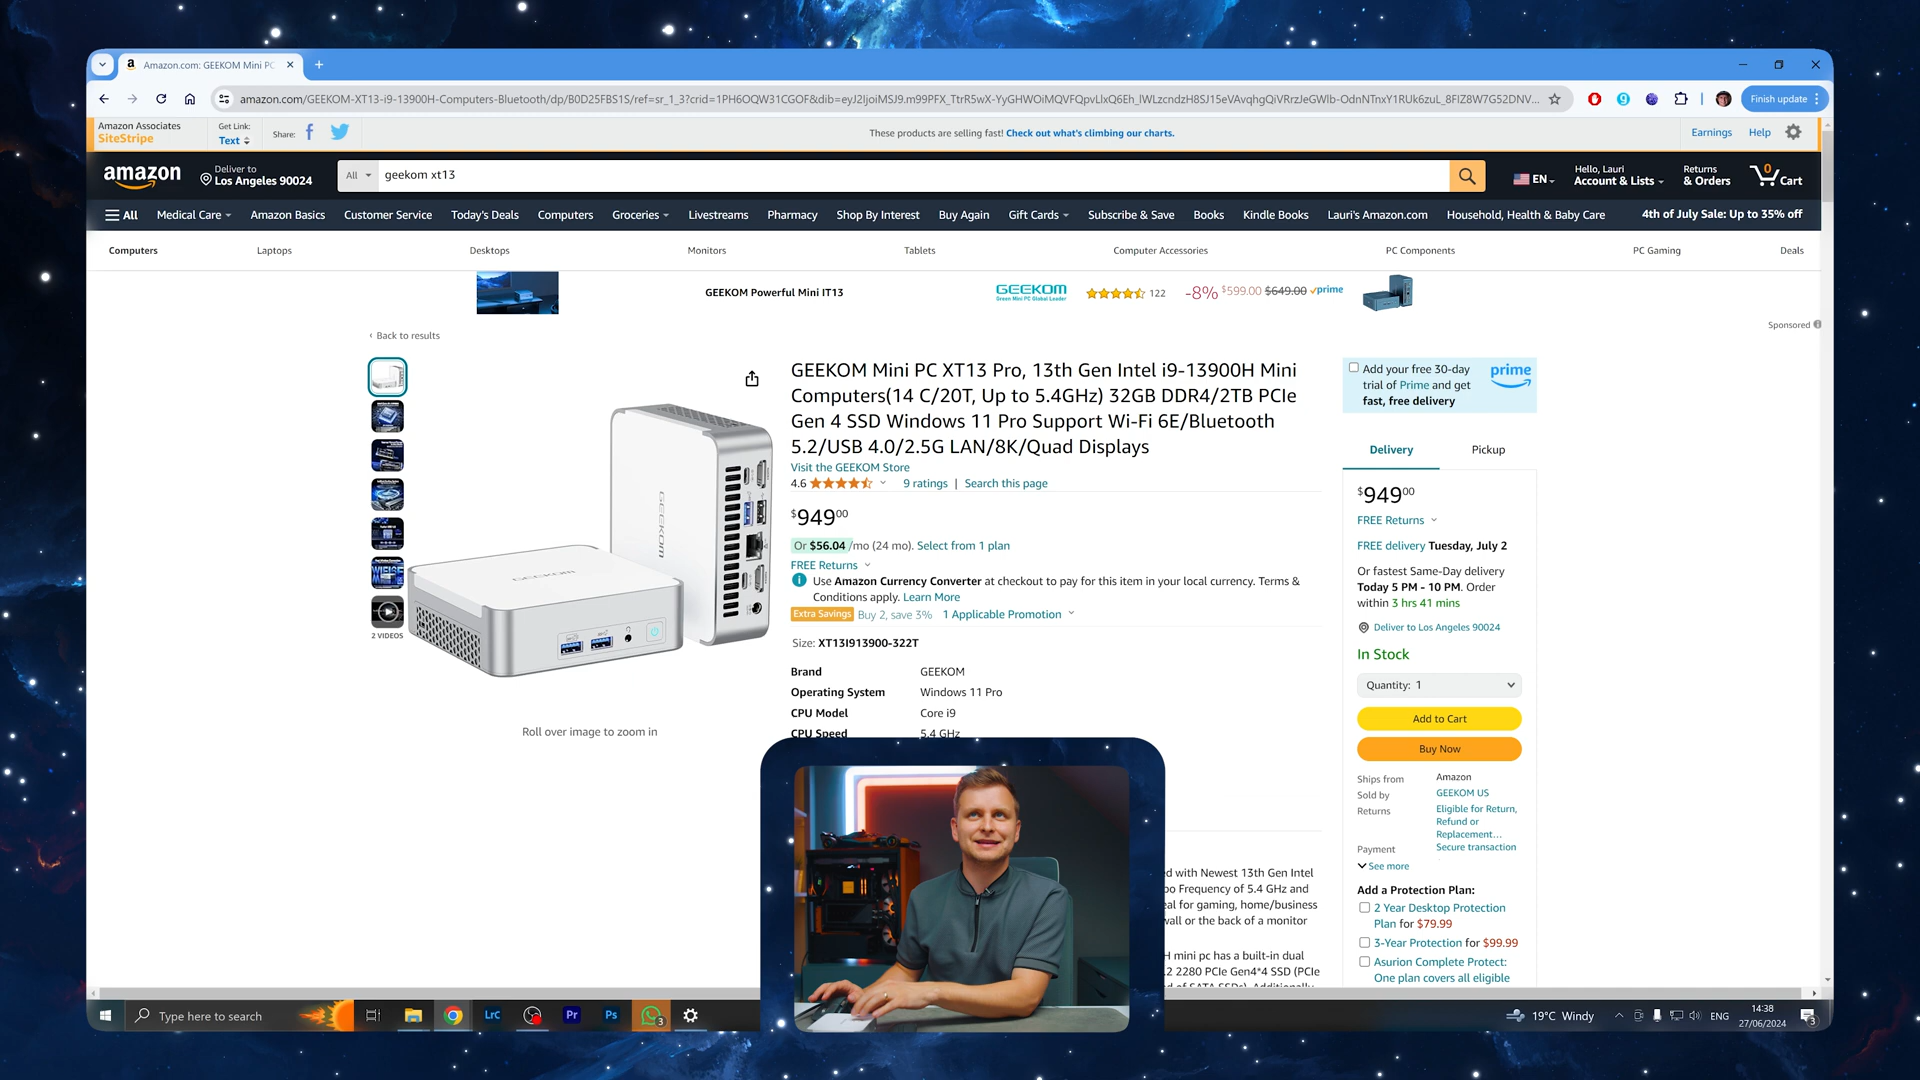 Amazon.com: GEEKOM Mini PC
amazon.com/GEEKOM-XT13-i9-13900H-Computers-Bluetooth/dp/B0D25FBS1S/ref=sr_1_3?crid=1PH6OQW31CGOF&dib=
Finish update
Amazon Associates
SiteStripe
Get Link:
Text
Share:
These products are selling fast! Check out what's climbing our charts.
Earnings
Help
amazon
Deliver to
Los Angeles 90024
All
geekom xt13
EN
Hello, Lauri
Account & Lists
Returns
& Orders
0
Cart
All
Medical Care
Amazon Basics
Customer Service
Today's Deals
Computers
Groceries
Livestreams
Pharmacy
Shop By Interest
Buy Again
Gift Cards
Subscribe & Save
Books
Kindle Books
Lauri's Amazon.com
Household, Health & Baby Care
4th of July Sale: Up to 35% off
Computers
Laptops
Desktops
Monitors
Tablets
Computer Accessories
PC Components
PC Gaming
Deals
GEEKOM Powerful Mini IT13
GEEKOM
Green Mini PC Global Leader
122
-8% $599.00 $649.00 prime
Sponsored
‹ Back to results
2 VIDEOS
GEEKOM
GEEKOM
Roll over image to zoom in
GEEKOM Mini PC XT13 Pro, 13th Gen Intel i9-13900H Mini
Computers(14 C/20T, Up to 5.4GHz) 32GB DDR4/2TB PCIe
Gen 4 SSD Windows 11 Pro Support Wi-Fi 6E/Bluetooth
5.2/USB 4.0/2.5G LAN/8K/Quad Displays
Visit the GEEKOM Store
4.6
9 ratings | Search this page
$94900
Or $56.04 /mo (24 mo). Select from 1 plan
FREE Returns
Use Amazon Currency Converter at checkout to pay for this item in your local currency. Terms &
Conditions apply. Learn More
Extra Savings Buy 2, save 3% 1 Applicable Promotion
Size: XT13I913900-322T
Brand GEEKOM
Operating System Windows 11 Pro
CPU Model Core i9
CPU Speed 5.4 GHz
d with Newest 13th Gen Intel
bo Frequency of 5.4 GHz and
eal for gaming, home/business
wall or the back of a monitor
H mini pc has a built-in dual
.2 2280 PCIe Gen4*4 SSD (PCIe
d of SATA SSDs). Additionally
Add your free 30-day
trial of Prime and get
fast, free delivery
prime
Delivery
Pickup
$94900
FREE Returns
FREE delivery Tuesday, July 2
Or fastest Same-Day delivery
Today 5 PM - 10 PM. Order
within 3 hrs 41 mins
Deliver to Los Angeles 90024
In Stock
Quantity: 1
Add to Cart
Buy Now
Ships from Amazon
Sold by GEEKOM US
Returns Eligible for Return,
Refund or
Replacement...
Payment Secure transaction
See more
Add a Protection Plan:
2 Year Desktop Protection
Plan for $79.99
3-Year Protection for $99.99
Asurion Complete Protect:
One plan covers all eligible
Type here to search
LrC
Pr
Ps
3
19°C Windy
ENG
14:38
27/06/2024
3